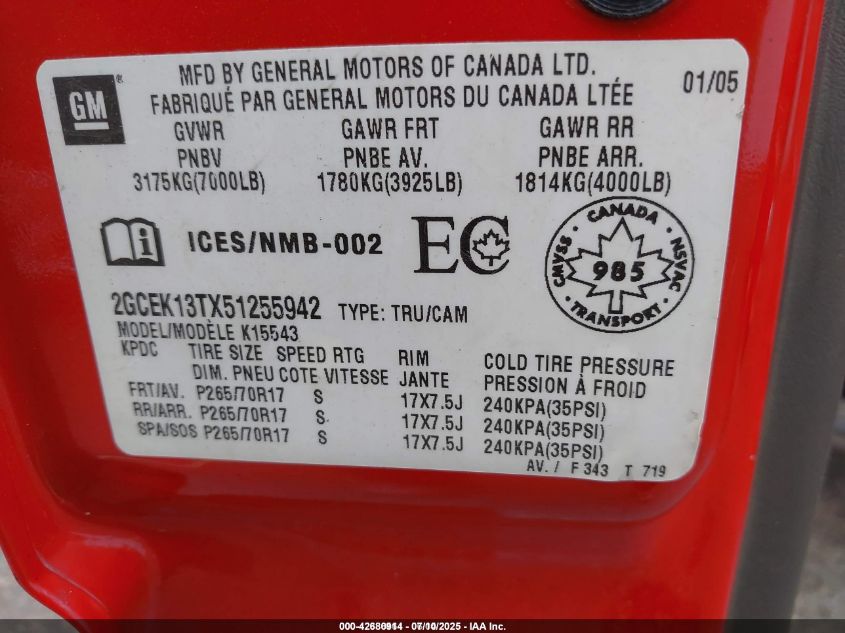 GM
MFD BY GENERAL MOTORS OF CANADA LTD.
FABRIQUÉ PAR GENERAL MOTORS DU CANADA LTÉE
01/05
GVWR GAWR FRT GAWR RR
PNBV PNBE AV. PNBE ARR.
3175KG(7000LB) 1780KG(3925LB) 1814KG(4000LB)
ICES/NMB-002
EC
CANADA
CMVSS
985
NSVAC
TRANSPORT
2GCEK13TX51255942 TYPE: TRU/CAM
MODEL/MODÈLE K15543
KPDC TIRE SIZE SPEED RTG RIM COLD TIRE PRESSURE
DIM. PNEU COTE VITESSE JANTE PRESSION À FROID
FRT/AV. P265/70R17 S 17X7.5J 240KPA(35PSI)
RR/ARR. P265/70R17 S 17X7.5J 240KPA(35PSI)
SPA/SOS P265/70R17 S 17X7.5J 240KPA(35PSI)
AV. / F 343 T 719
2025 - IAA Inc.